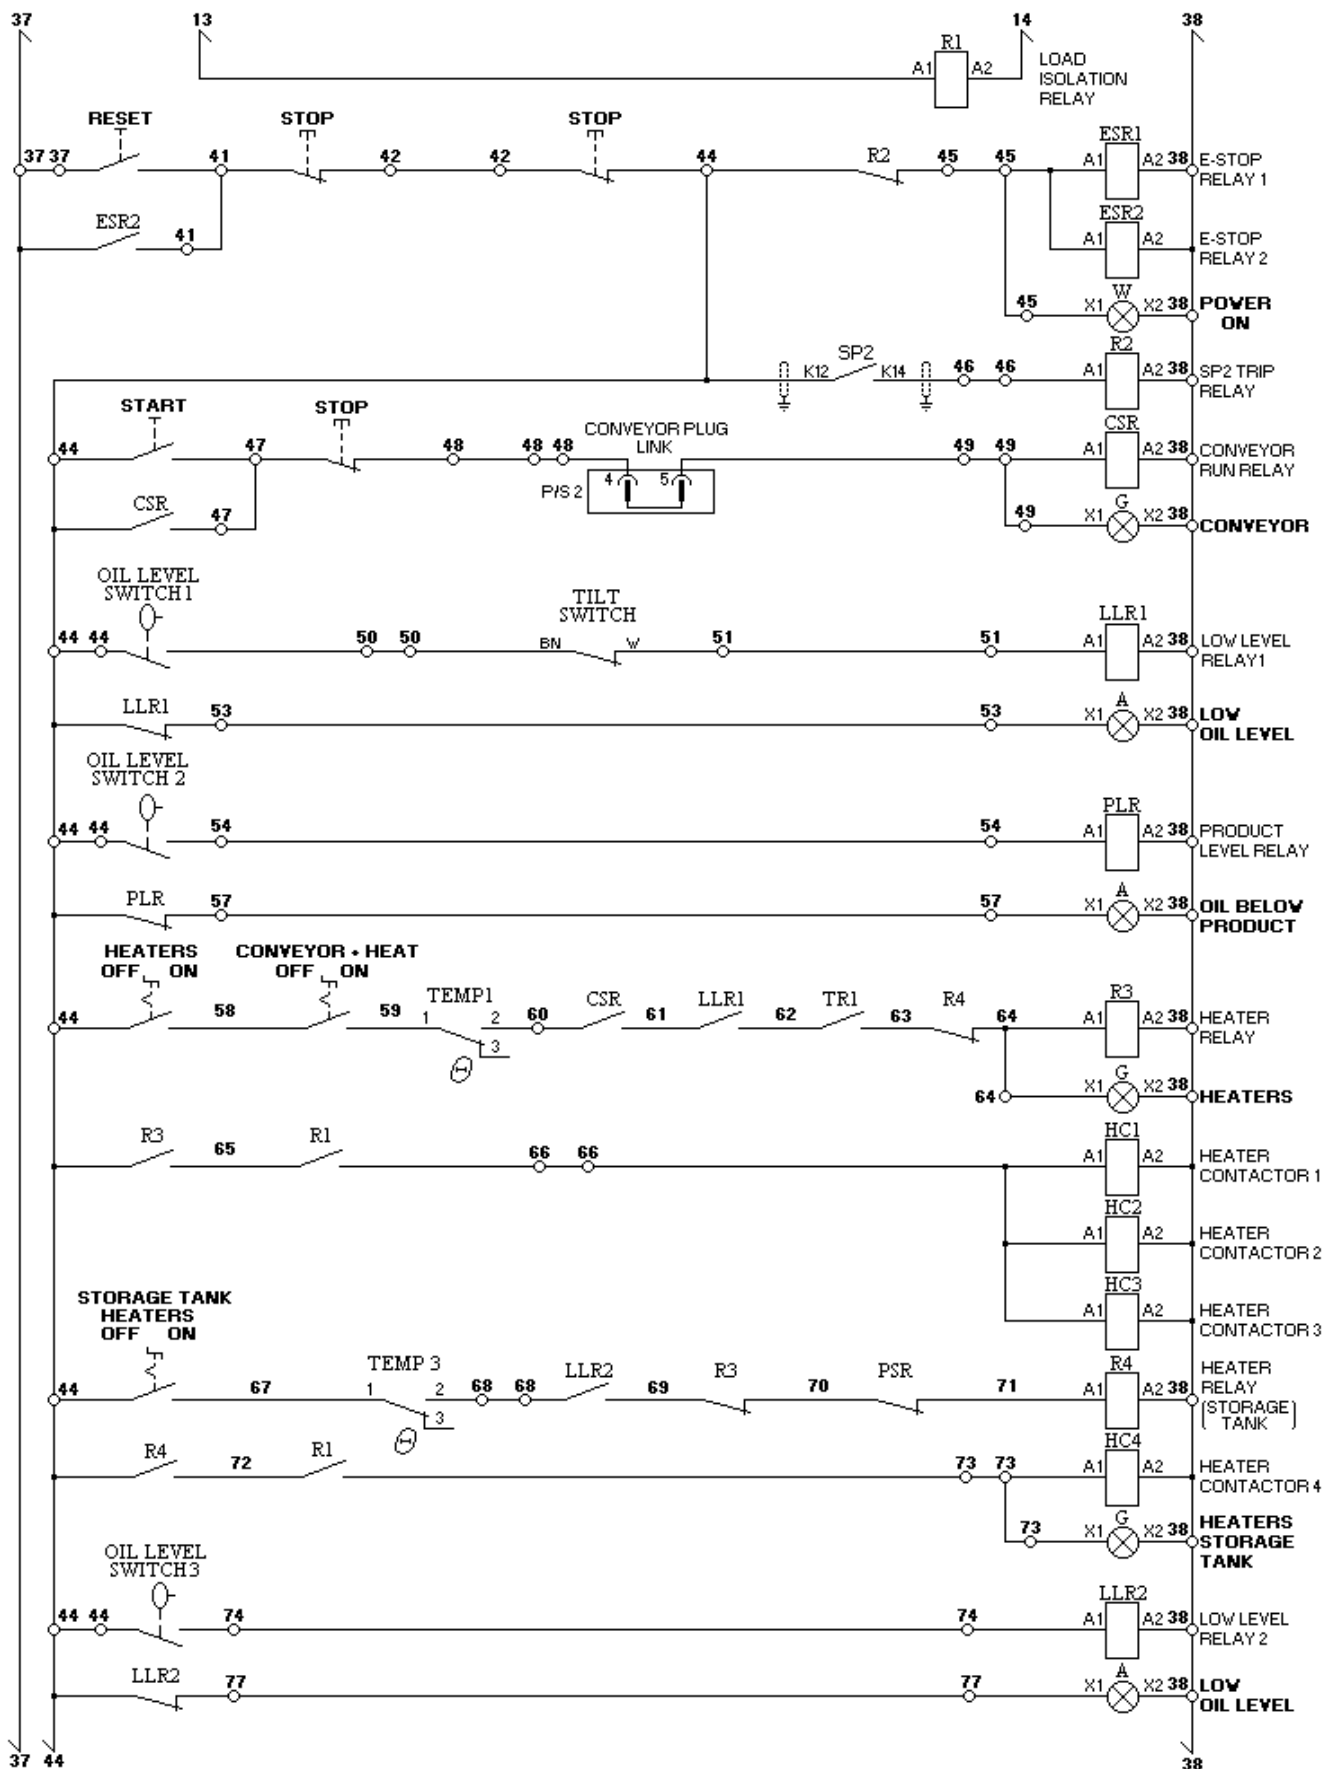 37 13 14 38
R1
A1 A2 LOAD
ISOLATION
RELAY
RESET STOP STOP ESR1
37 37 41 42 42 44 R2 45 45 A1 A2 38 E-STOP
RELAY 1
ESR2 41 ESR2
A1 A2 E-STOP
RELAY 2
45 X1 W X2 38 POWER
ON
SP2 R2
K12 K14 46 46 A1 A2 38 SP2 TRIP
RELAY
START STOP CONVEYOR PLUG
LINK CSR
44 47 48 48 48 49 49 A1 A2 38 CONVEYOR
RUN RELAY
P/S 2 4 5
CSR 47 49 X1 G X2 38 CONVEYOR
OIL LEVEL
SWITCH1 TILT
SWITCH LLR1
44 44 50 50 BN W 51 51 A1 A2 38 LOW LEVEL
RELAY1
LLR1 53 53 X1 A X2 38 LOW
OIL LEVEL
OIL LEVEL
SWITCH 2 PLR
44 44 54 54 A1 A2 38 PRODUCT
LEVEL RELAY
PLR 57 57 X1 A X2 38 OIL BELOW
PRODUCT
HEATERS CONVEYOR + HEAT
OFF ON OFF ON
44 58 59 TEMP1 1 2 3 60 CSR 61 LLR1 62 TR1 63 R4 64 A1 R3 A2 38 HEATER
RELAY
64 X1 G X2 38 HEATERS
R3 65 R1 66 66 HC1
A1 A2 HEATER
CONTACTOR 1
HC2
A1 A2 HEATER
CONTACTOR 2
HC3
A1 A2 HEATER
CONTACTOR 3
STORAGE TANK
HEATERS
OFF ON
44 67 TEMP 3 1 2 3 68 68 LLR2 69 R3 70 PSR 71 A1 R4 A2 38 HEATER
RELAY
(STORAGE
TANK)
R4 72 R1 73 73 HC4
A1 A2 HEATER
CONTACTOR 4
73 X1 G X2 38 HEATERS
STORAGE
TANK
OIL LEVEL
SWITCH3 LLR2
44 44 74 74 A1 A2 38 LOW LEVEL
RELAY 2
LLR2 77 77 X1 A X2 38 LOW
OIL LEVEL
37 44 38